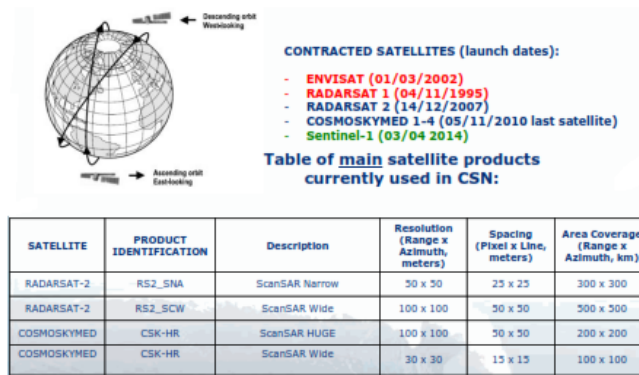 Descending orbit
West-looking
CONTRACTED SATELLITES (launch dates):
- ENVISAT (01/03/2002)
- RADARSAT 1 (04/11/1995)
- RADARSAT 2 (14/12/2007)
- COSMOSKYMED 1-4 (05/11/2010 last satellite)
- Sentinel-1 (03/04 2014)
Ascending orbit
East-looking
Table of main satellite products
currently used in CSN:
SATELLITE PRODUCT IDENTIFICATION Description Resolution (Range x Azimuth, meters) Spacing (Pixel x Line, meters) Area Coverage (Range x Azimuth, km)
RADARSAT-2 RS2_SNA ScanSAR Narrow 50 x 50 25 x 25 300 x 300
RADARSAT-2 RS2_SCW ScanSAR Wide 100 x 100 50 x 50 500 x 500
COSMOSKYMED CSK-HR ScanSAR HUGE 100 x 100 50 x 50 200 x 200
COSMOSKYMED CSK-HR ScanSAR Wide 30 x 30 15 x 15 100 x 100